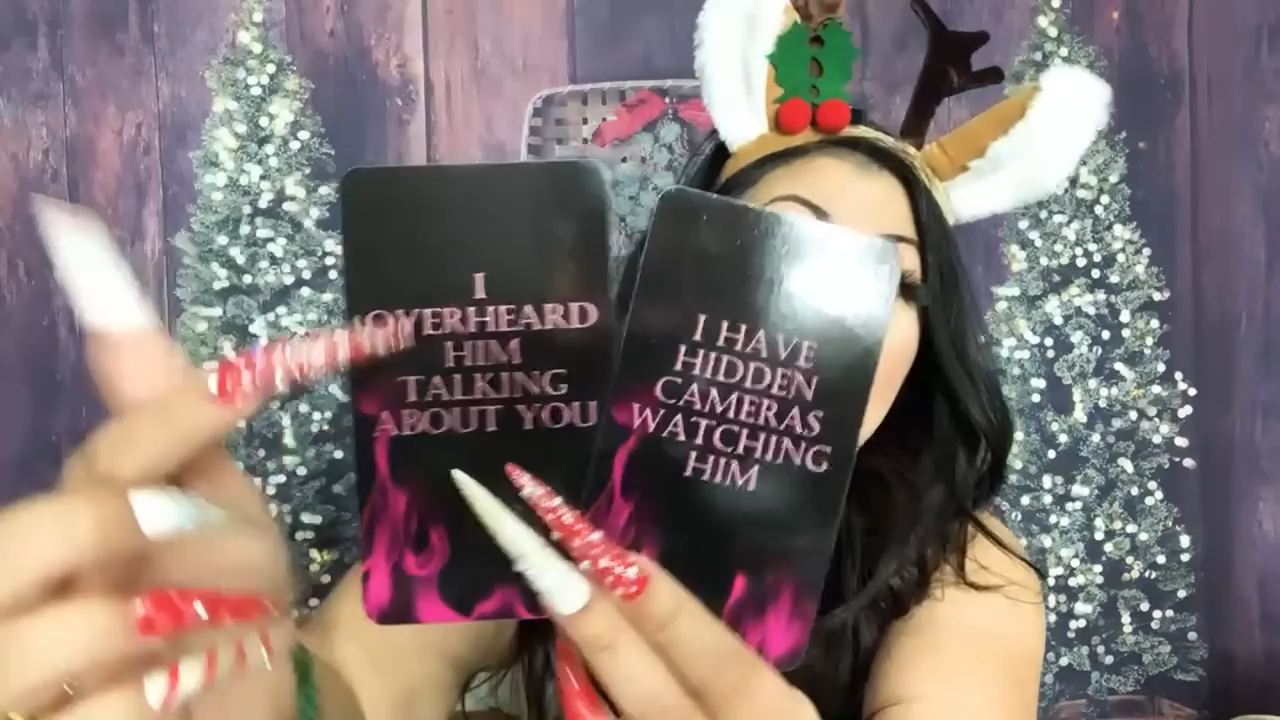 I
OVERHEARD
HIM
TALKING
ABOUT YOU
I HAVE
HIDDEN
CAMERAS
WATCHING
HIM